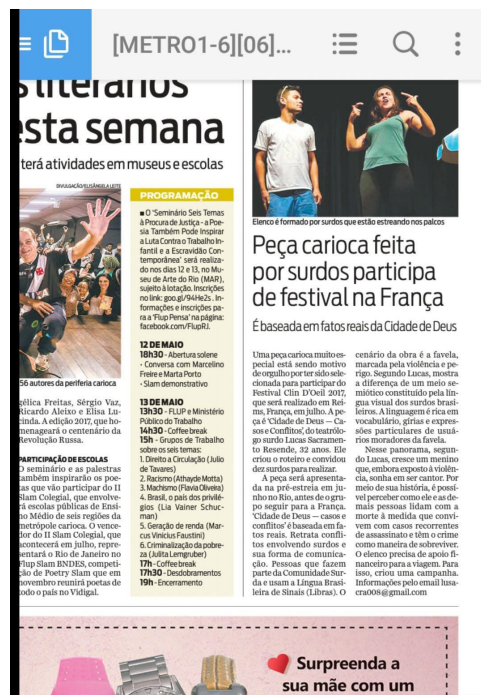 [METRO1-6][06]...
s literários
esta semana
terá atividades em museus e escolas
DIVULGAÇÃO/ELISÂNGELA LEITE
56 autores da periferia carioca
gélica Freitas, Sérgio Vaz,
Ricardo Aleixo e Elisa Lu-
cinda. A edição 2017, que ho-
menageará o centenário da
Revolução Russa.
PARTICIPAÇÃO DE ESCOLAS
O seminário e as palestras
também inspirarão os poe-
tas que vão participar do II
Slam Colegial, que envolve-
rá escolas públicas de Ensi-
no Médio de seis regiões da
metrópole carioca. O vence-
dor do II Slam Colegial, que
acontecerá em julho, repre-
sentará o Rio de Janeiro no
Flup Slam BNDES, competi-
ção de Poetry Slam que em
novembro reunirá poetas de
todo o país no Vidigal.
PROGRAMAÇÃO
■ O 'Seminário Seis Temas
à Procura de Justiça - a Poe-
sia Também Pode Inspirar
a Luta Contra o Trabalho In-
fantil e a Escravidão Con-
temporânea' será realiza-
do nos dias 12 e 13, no Mu-
seu de Arte do Rio (MAR),
sujeito à lotação. Inscrições
no link: goo.gl/94He2s. In-
formações e inscrições pa-
ra a 'Flup Pensa' na página:
facebook.com/FlupRJ.
12 DE MAIO
18h30 - Abertura solene
· Conversa com Marcelino
Freire e Marta Porto
· Slam demonstrativo
13 DE MAIO
13h30 - FLUP e Ministério
Público do Trabalho
14h30 - Coffee break
15h - Grupos de Trabalho
sobre os seis temas:
1. Direito a Circulação (Julio
de Tavares)
2. Racismo (Athayde Motta)
3. Machismo (Flavia Oliveira)
4. Brasil, o país dos privilé-
gios (Lia Vainer Schuc-
man)
5. Geração de renda (Mar-
cus Vinicius Faustini)
6. Criminalização da pobre-
za (Julita Lemgruber)
17h - Coffee break
17h30 - Desdobramentos
19h - Encerramento
Elenco é formado por surdos que estão estreando nos palcos
Peça carioca feita
por surdos participa
de festival na França
É baseada em fatos reais da Cidade de Deus
Uma peça carioca muito es-
pecial está sendo motivo
de orgulho por ter sido sele-
cionada para participar do
Festival Clin D'Oeil 2017,
que será realizado em Rei-
ms, França, em julho. A pe-
ça é 'Cidade de Deus — Ca-
sos e Conflitos', do teatrólo-
go surdo Lucas Sacramen-
to Resende, 32 anos. Ele
criou o roteiro e convidou
dez surdos para realizar.
A peça será apresenta-
da na pré-estreia em ju-
nho no Rio, antes de o gru-
po seguir para a França.
'Cidade de Deus — casos e
conflitos' é baseada em fa-
tos reais. Retrata confli-
tos envolvendo surdos e
sua forma de comunica-
ção. Pessoas que fazem
parte da Comunidade Sur-
da e usam a Língua Brasi-
leira de Sinais (Libras). O
cenário da obra é a favela,
marcada pela violência e pe-
rigo. Segundo Lucas, mostra
a diferença de um meio se-
miótico constituído pela lín-
gua visual dos surdos brasi-
leiros. A linguagem é rica em
vocabulário, gírias e expres-
sões particulares de usuá-
rios moradores da favela.
Nesse panorama, segun-
do Lucas, cresce um menino
que, embora exposto à violên-
cia, sonha em ser cantor. Por
meio de sua história, é possí-
vel perceber como ele e as de-
mais pessoas lidam com a
morte à medida que convi-
vem com casos recorrentes
de assassinato e têm o crime
como maneira de sobreviver.
O elenco precisa de apoio fi-
nanceiro para a viagem. Para
isso, criou uma campanha.
Informações pelo email lusa-
cra008@gmail.com
Surpreenda a
sua mãe com um